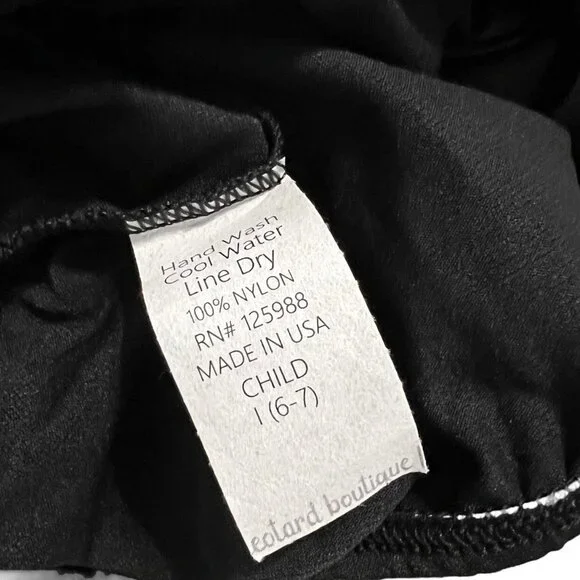 Hand Wash
Cool Water
Line Dry
100% NYLON
RN# 125988
MADE IN USA
CHILD
I (6-7)
eotard boutique l